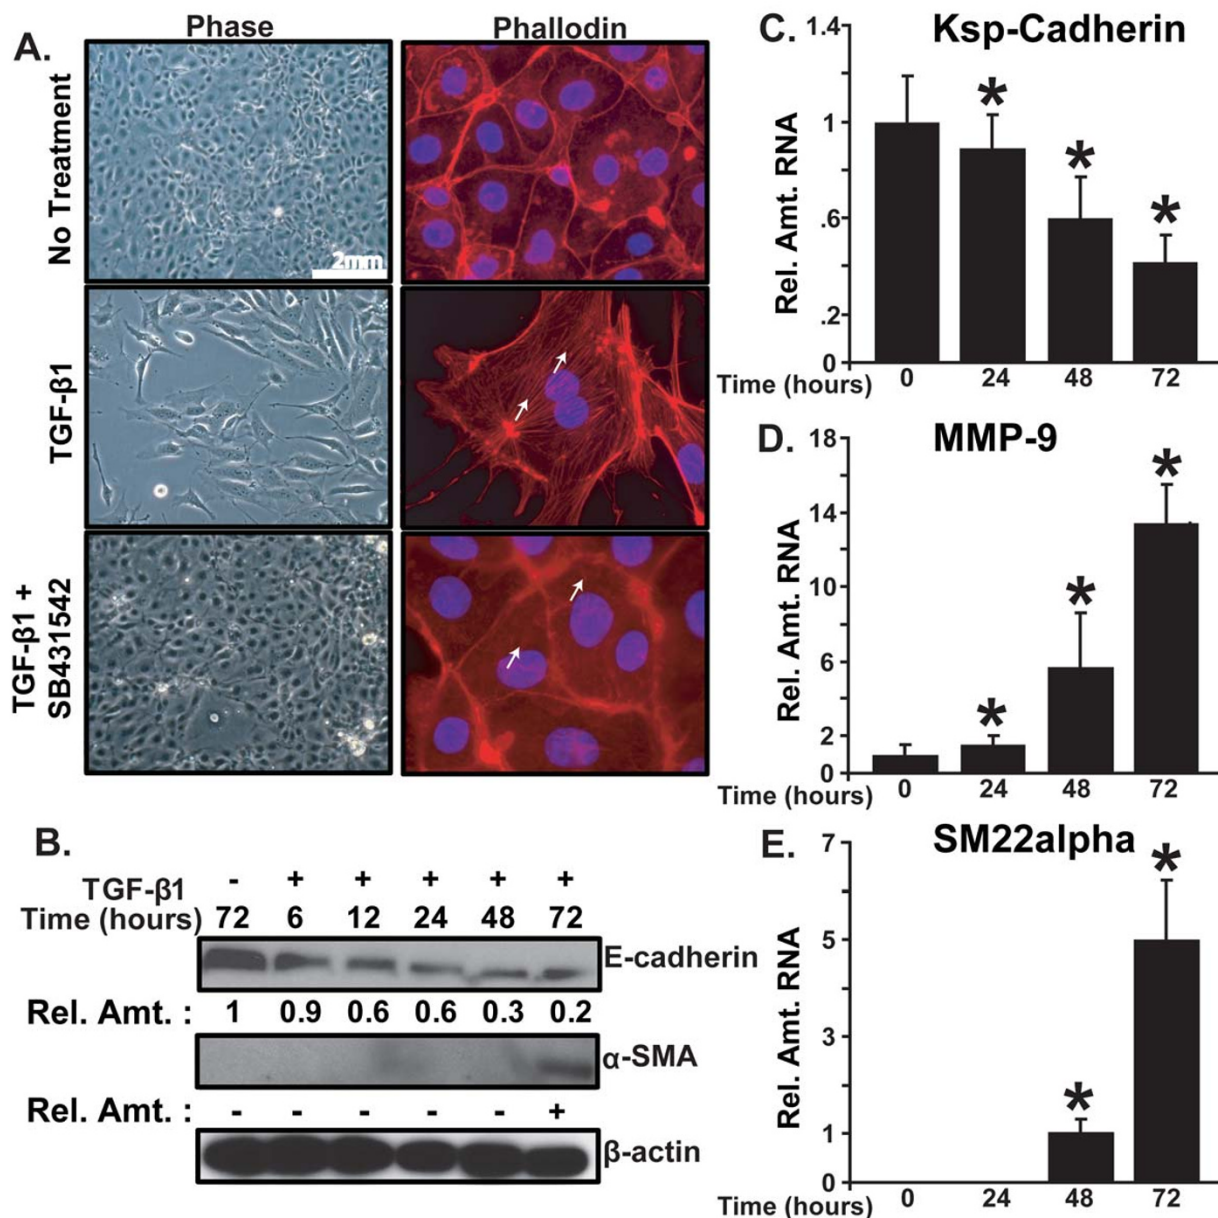 A.
Phase
Phallodin
No Treatment
2mm
TGF-β1
TGF-β1 +
SB431542
B.
TGF-β1 - + + + + +
Time (hours) 72 6 12 24 48 72
E-cadherin
Rel. Amt. : 1 0.9 0.6 0.6 0.3 0.2
α-SMA
Rel. Amt. : - - - - - +
β-actin
C.
Ksp-Cadherin
Rel. Amt. RNA
1.4
1
.6
.2
0
* * *
Time (hours) 0 24 48 72
D.
MMP-9
Rel. Amt. RNA
18
14
10
6
2
0
* * *
Time (hours) 0 24 48 72
E.
SM22alpha
Rel. Amt. RNA
7
5
3
1
0
* *
Time (hours) 0 24 48 72